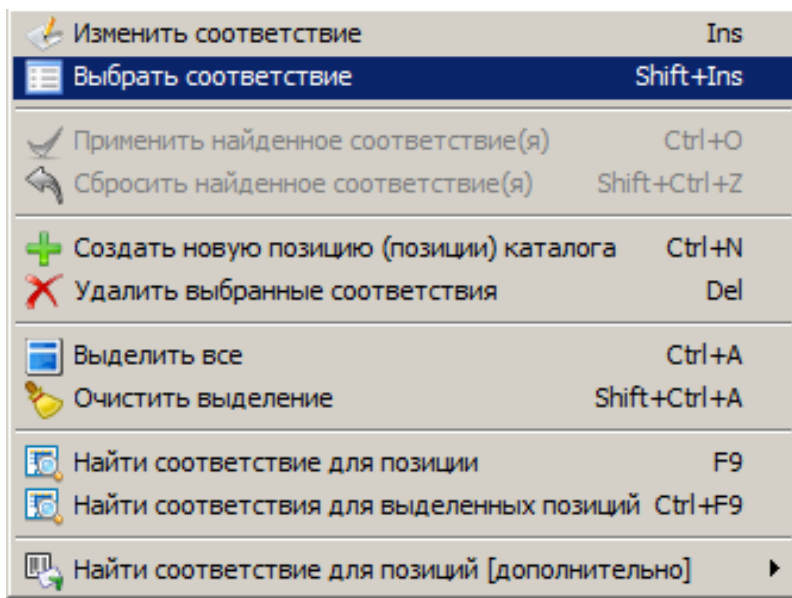 Изменить соответствие Ins
Выбрать соответствие Shift+Ins
Применить найденное соответствие(я) Ctrl+O
Сбросить найденное соответствие(я) Shift+Ctrl+Z
Создать новую позицию (позиции) каталога Ctrl+N
Удалить выбранные соответствия Del
Выделить все Ctrl+A
Очистить выделение Shift+Ctrl+A
Найти соответствие для позиции F9
Найти соответствия для выделенных позиций Ctrl+F9
Найти соответствие для позиций [дополнительно]